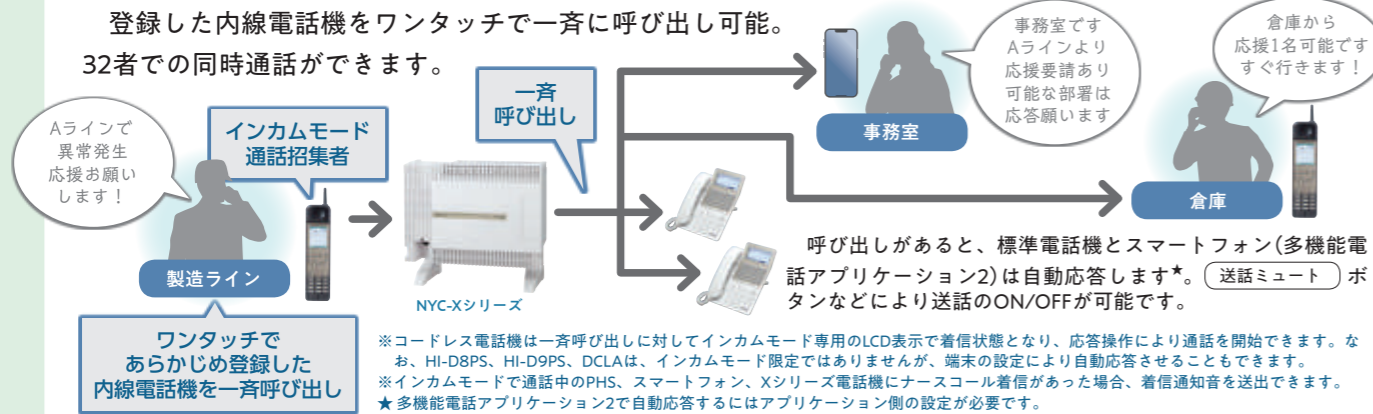 登録した内線電話機をワンタッチで一斉に呼び出し可能。
32者での同時通話ができます。
Aラインで
異常発生
応援お願い
します！
インカムモード
通話招集者
一斉
呼び出し
事務室です
Aラインより
応援要請あり
可能な部署は
応答願います
倉庫から
応援1名可能です
すぐ行きます！
事務室
倉庫
製造ライン
NYC-Xシリーズ
ワンタッチで
あらかじめ登録した
内線電話機を一斉呼び出し
呼び出しがあると、標準電話機とスマートフォン(多機能電
話アプリケーション2)は自動応答します★。 送話ミュート ボ
タンなどにより送話のON/OFFが可能です。
※コードレス電話機は一斉呼び出しに対してインカムモード専用のLCD表示で着信状態となり、応答操作により通話を開始できます。な
お、HI-D8PS、HI-D9PS、DCLAは、インカムモード限定ではありませんが、端末の設定により自動応答させることもできます。
※インカムモードで通話中のPHS、スマートフォン、Xシリーズ電話機にナースコール着信があった場合、着信通知音を送出できます。
★多機能電話アプリケーション2で自動応答するにはアプリケーション側の設定が必要です。